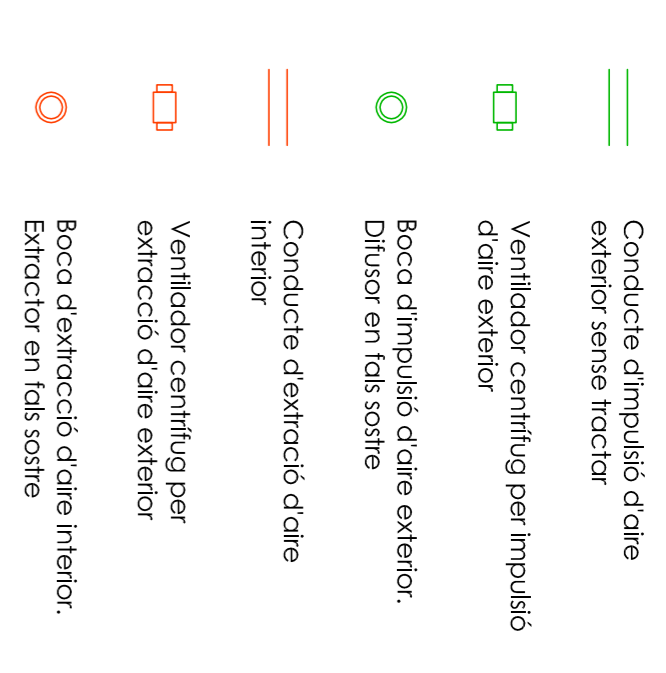 Conducte d'impulsió d'aire
exterior sense tractar
Ventilador centrífug per impulsió
d'aire exterior
Boca d'impulsió d'aire exterior.
Difusor en fals sostre
Conducte d'extració d'aire
interior
Ventilador centrífug per
extracció d'aire exterior
Boca d'extracció d'aire interior.
Extractor en fals sostre